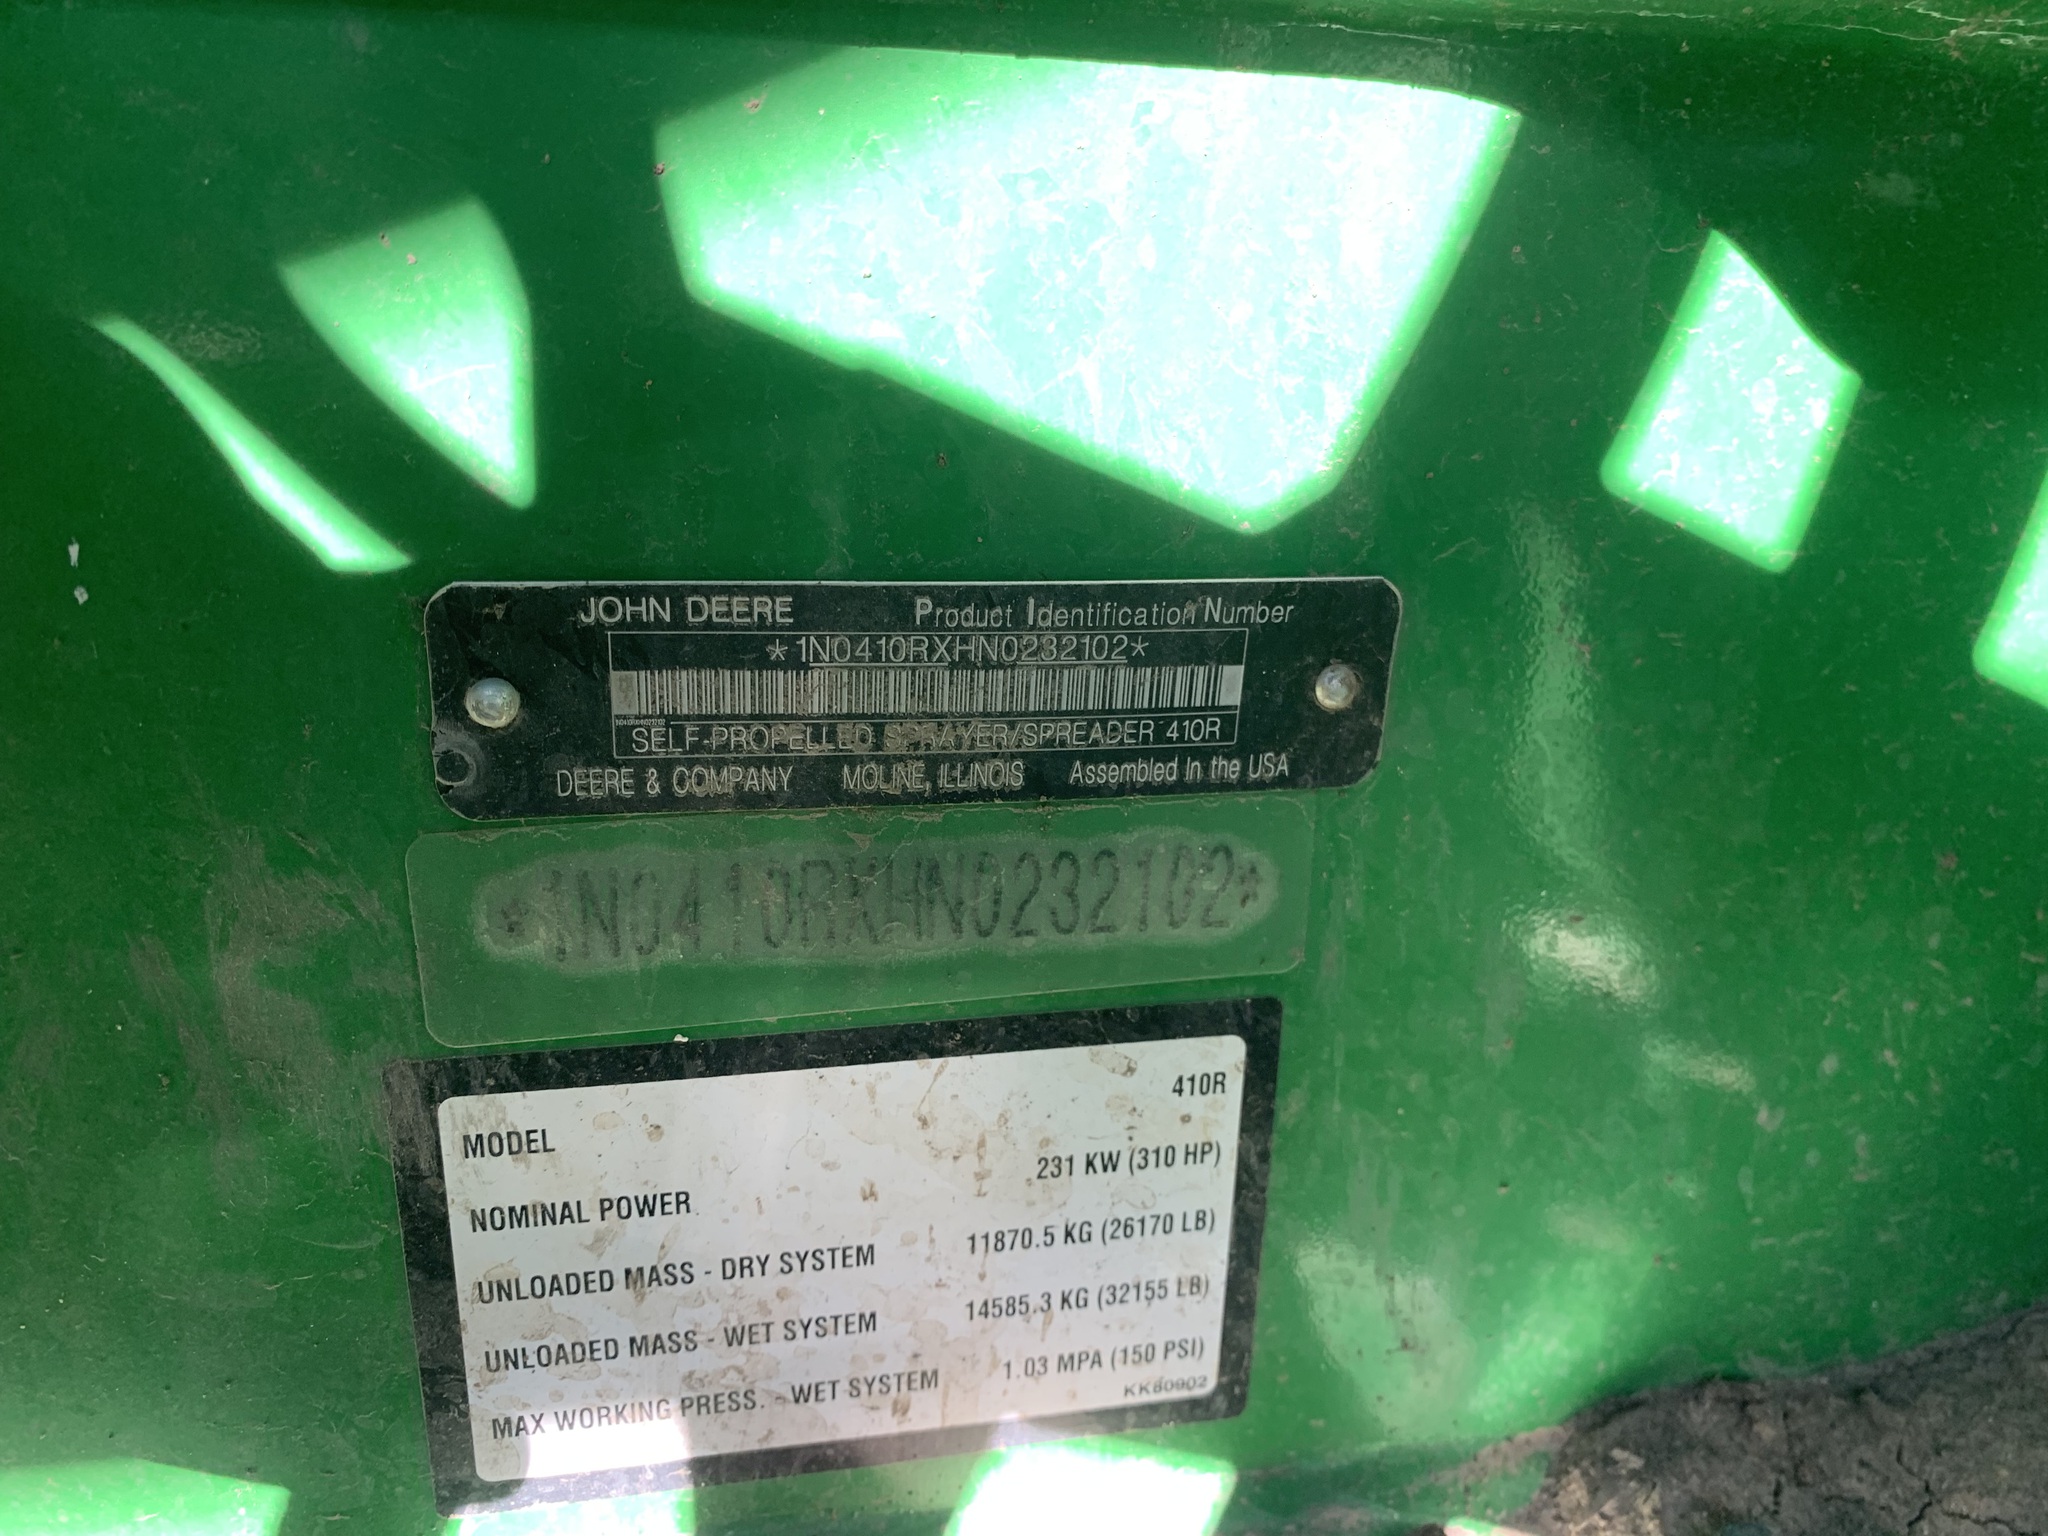 JOHN DEERE Product Identification Number
*1N0410RXHN0232102*
1N0410RXHN0232102
SELF-PROPELLED SPRAYER/SPREADER 410R
DEERE & COMPANY MOLINE, ILLINOIS Assembled In the USA
*1N0410RXHN0232102*
MODEL 410R
NOMINAL POWER 231 KW (310 HP)
UNLOADED MASS - DRY SYSTEM 11870.5 KG (26170 LB)
UNLOADED MASS - WET SYSTEM 14585.3 KG (32155 LB)
MAX WORKING PRESS. - WET SYSTEM 1.03 MPA (150 PSI)
KK80902